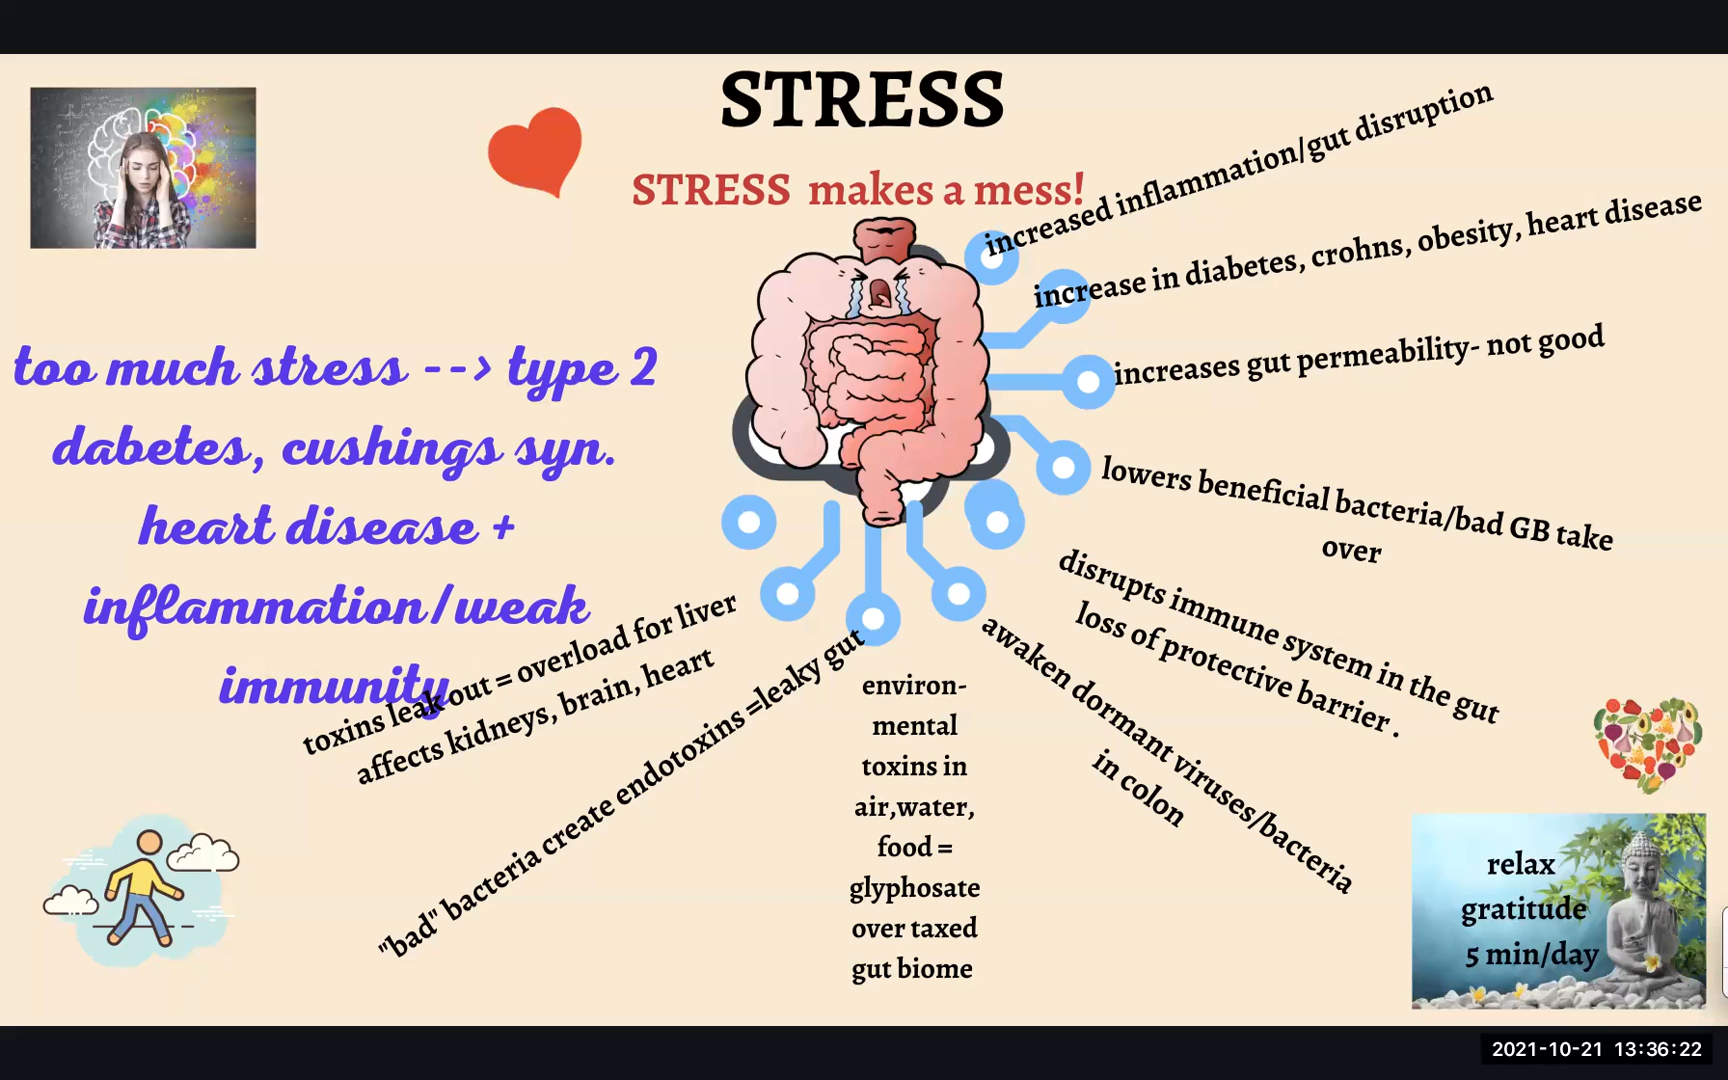 STRESS
STRESS makes a mess!
increased inflammation/gut disruption
increase in diabetes, crohns, obesity, heart disease
increases gut permeability- not good
lowers beneficial bacteria/bad GB take
over
disrupts immune system in the gut
loss of protective barrier .
awaken dormant viruses/bacteria
in colon
environ-
mental
toxins in
air,water,
food =
glyphosate
over taxed
gut biome
"bad" bacteria create endotoxins =leaky gut
toxins leak out = overload for liver
affects kidneys, brain, heart
too much stress --> type 2
dabetes, cushings syn.
heart disease +
inflammation/weak
immunity
relax
gratitude
5 min/day
2021-10-21 13:36:22